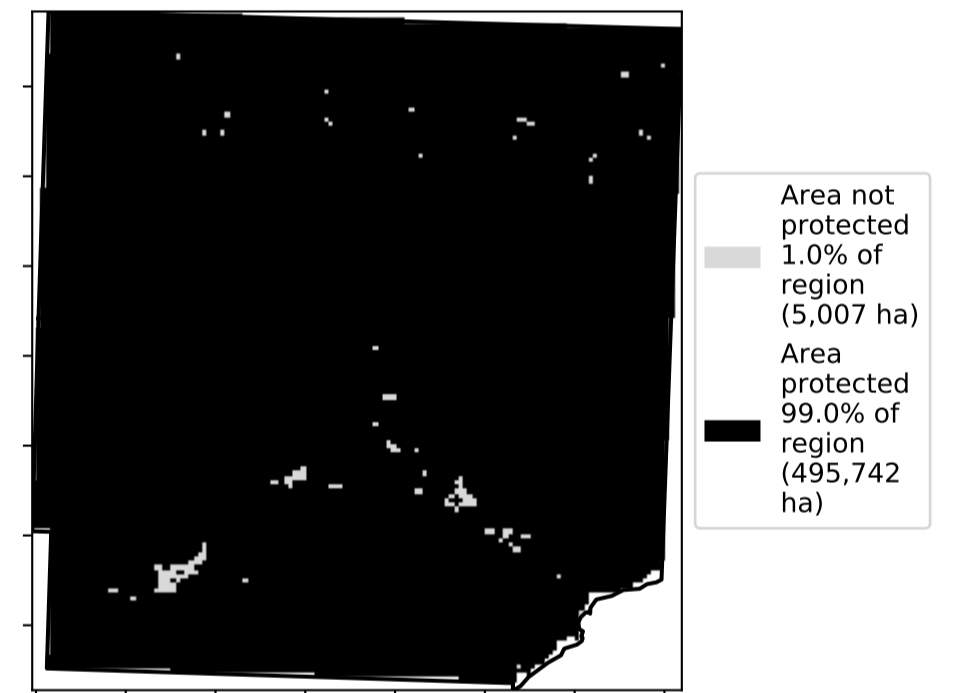 Area not
protected
1.0% of
region
(5,007 ha)
Area
protected
99.0% of
region
(495,742
ha)